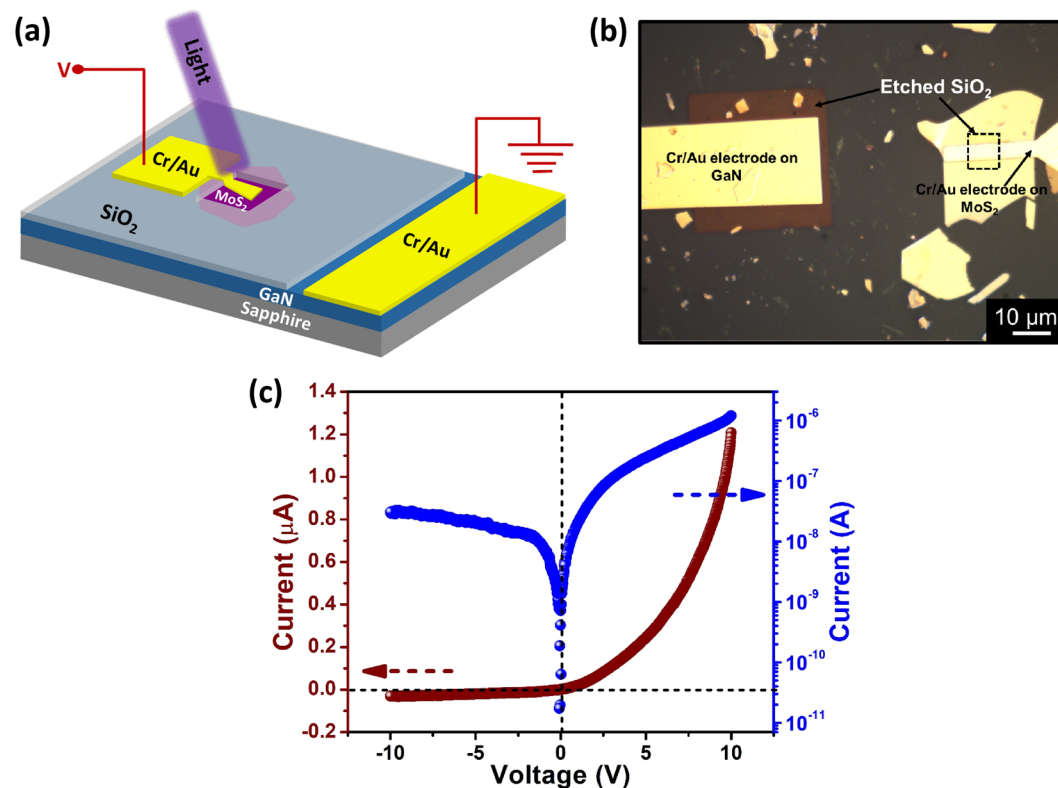 (a)
V
Light
Cr/Au
MoS₂
SiO₂
Cr/Au
GaN
Sapphire
(b)
Etched SiO₂
Cr/Au electrode on
GaN
Cr/Au electrode on
MoS₂
10 μm
(c)
Current (μA)
1.4
1.2
1.0
0.8
0.6
0.4
0.2
0.0
-0.2
-10
-5
0
5
10
Voltage (V)
Current (A)
10⁻⁶
10⁻⁷
10⁻⁸
10⁻⁹
10⁻¹⁰
10⁻¹¹